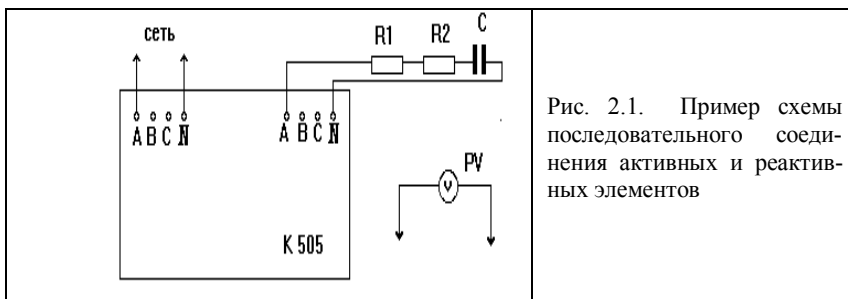 сеть
R1 R2 C
A B C N
A B C N
PV
V
К 505
Рис. 2.1. Пример схемы
последовательного соеди-
нения активных и реактив-
ных элементов